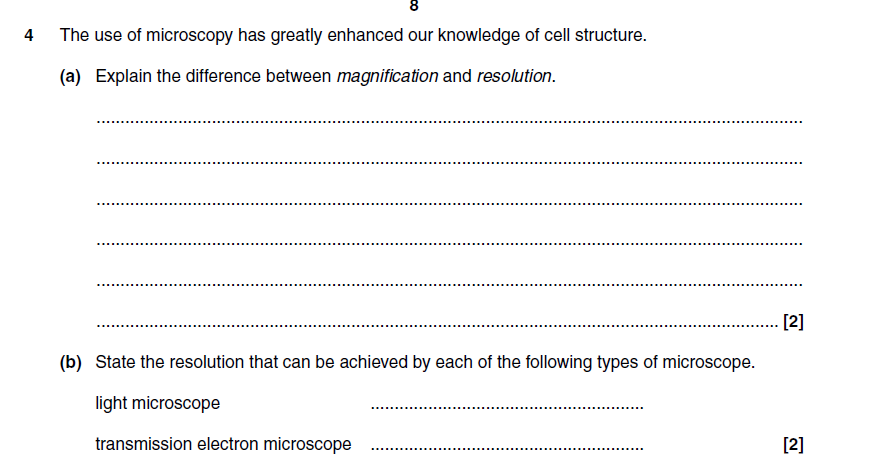 8
4 The use of microscopy has greatly enhanced our knowledge of cell structure.
(a) Explain the difference between magnification and resolution.
..........................................................................................
..........................................................................................
..........................................................................................
..........................................................................................
..........................................................................................
.......................................................................................... [2]
(b) State the resolution that can be achieved by each of the following types of microscope.
light microscope ..........................................................
transmission electron microscope .......................................................... [2]